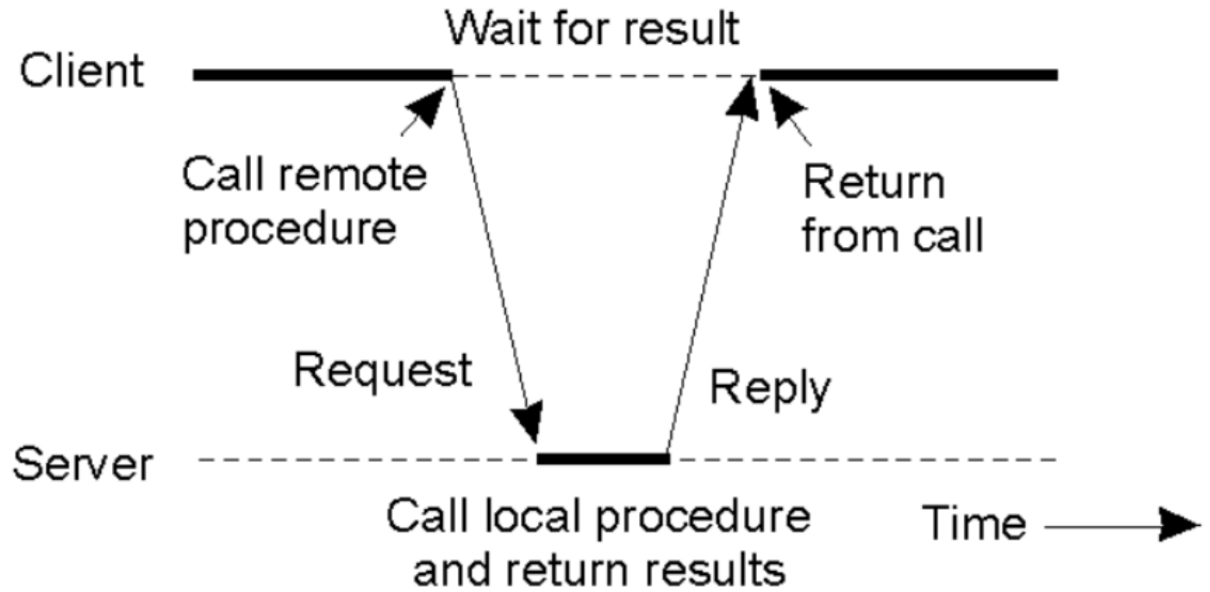 Wait for result
Client
Call remote
procedure
Return
from call
Request
Reply
Server
Call local procedure
and return results
Time